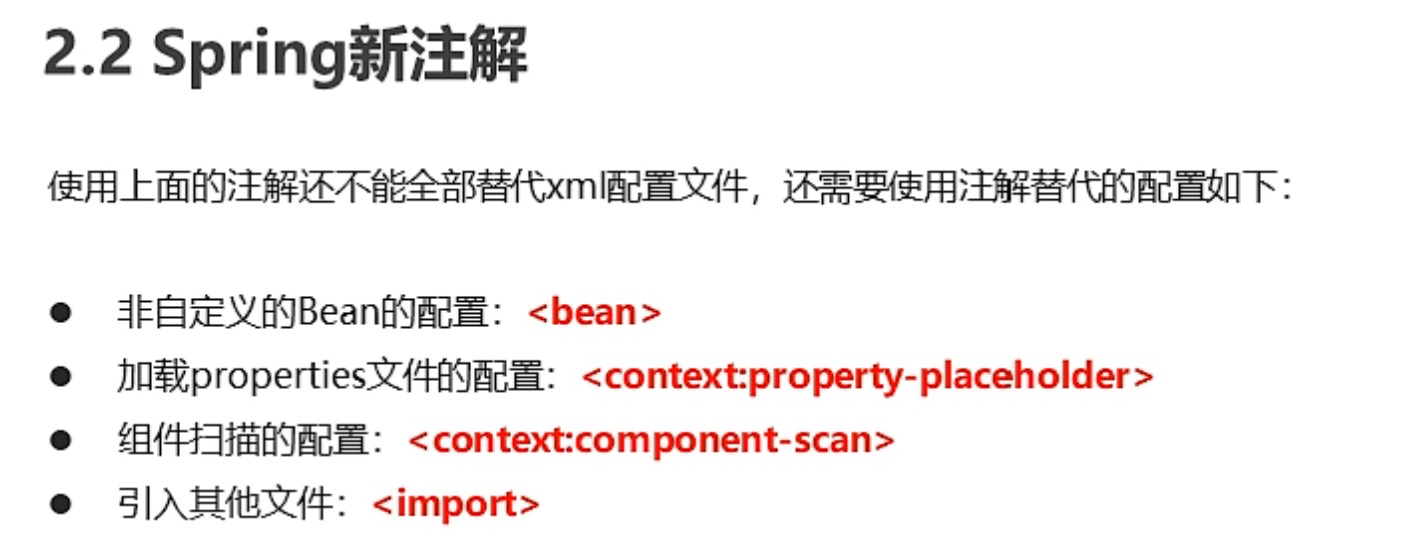 2.2 Spring新注解
使用上面的注解还不能全部替代xml配置文件，还需要使用注解替代的配置如下：
● 非自定义的Bean的配置：<bean>
● 加载properties文件的配置：<context:property-placeholder>
● 组件扫描的配置：<context:component-scan>
● 引入其他文件：<import>